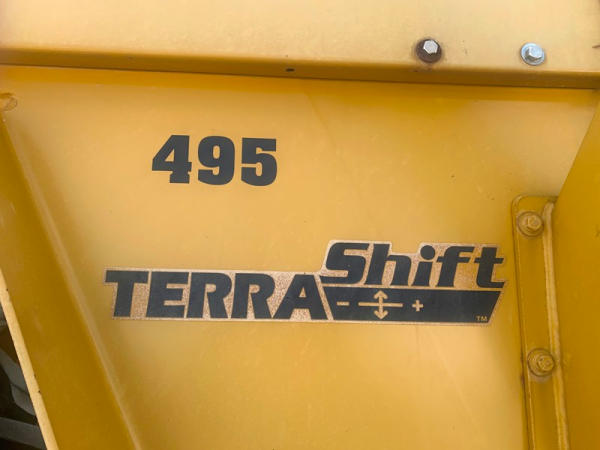 495
TERRA Shift
- +
TM